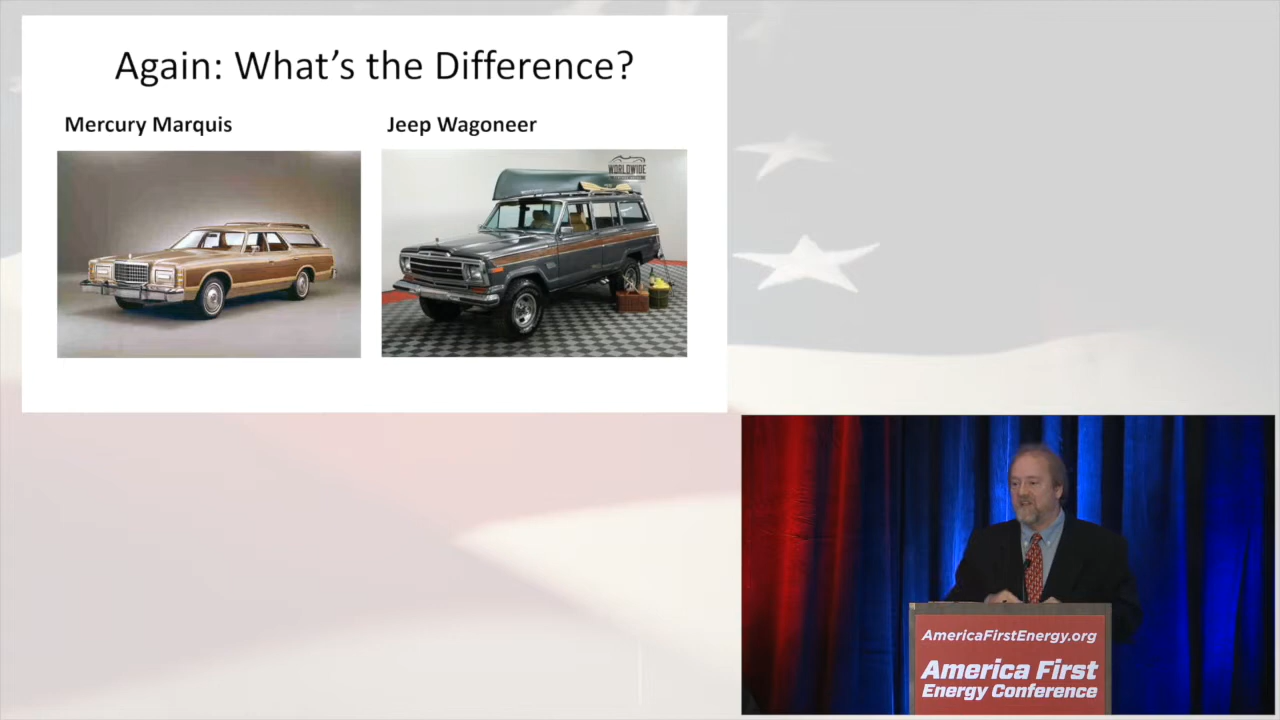 Again: What's the Difference?
Mercury Marquis
Jeep Wagoneer
WORLDWIDE
AmericaFirstEnergy.org
America First
Energy Conference